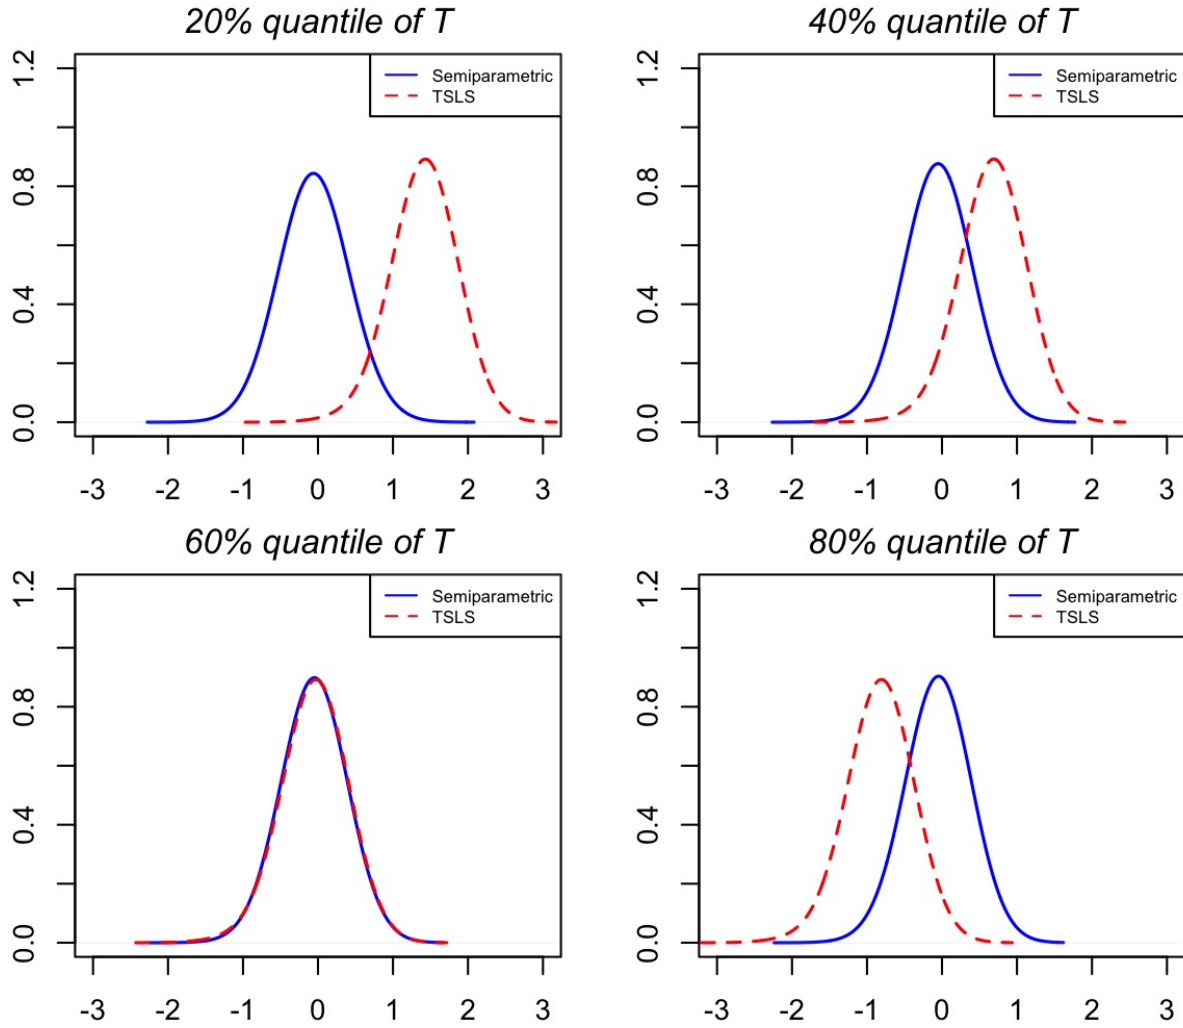 20% quantile of T
Semiparametric
TSLS
1.2
0.8
0.4
0.0
-3 -2 -1 0 1 2 3
40% quantile of T
Semiparametric
TSLS
1.2
0.8
0.4
0.0
-3 -2 -1 0 1 2 3
60% quantile of T
Semiparametric
TSLS
1.2
0.8
0.4
0.0
-3 -2 -1 0 1 2 3
80% quantile of T
Semiparametric
TSLS
1.2
0.8
0.4
0.0
-3 -2 -1 0 1 2 3